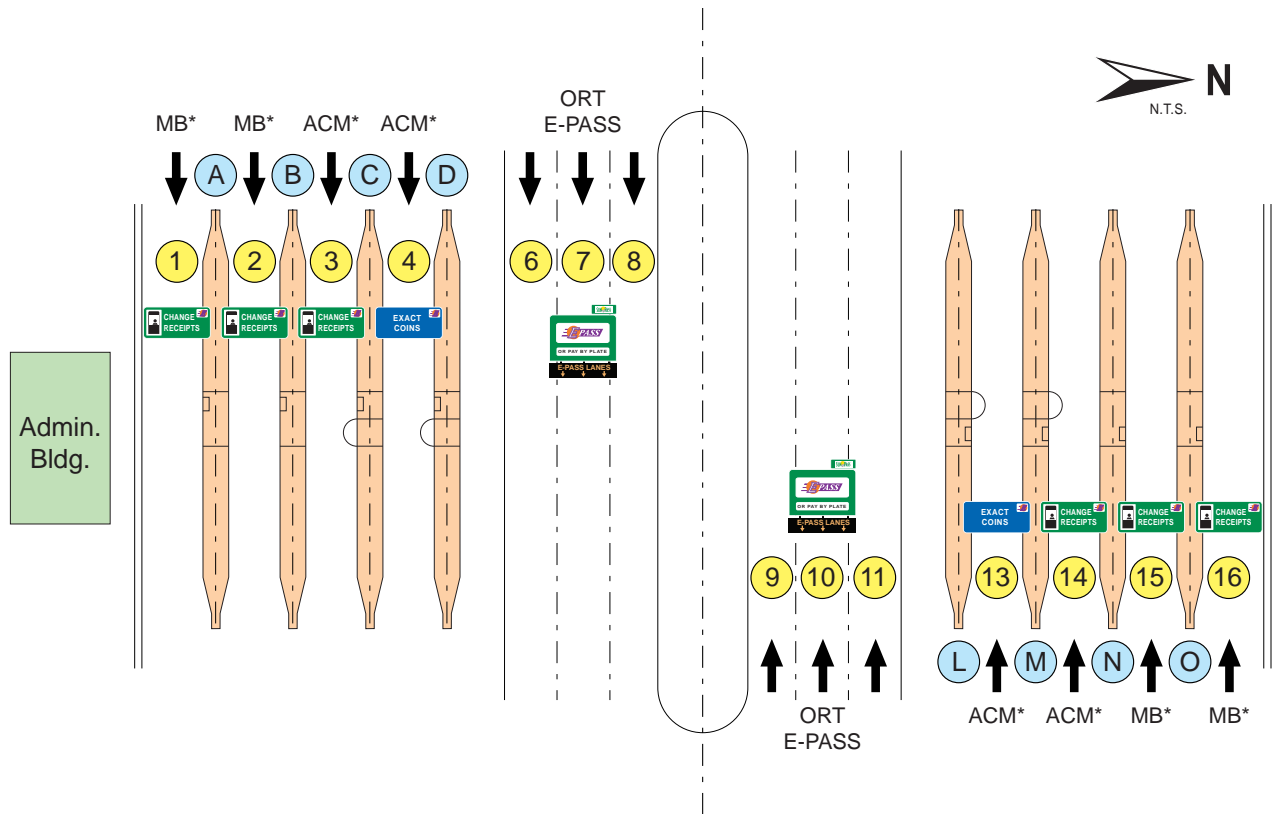 N
N.T.S.
ORT
E-PASS
MB*
MB*
ACM*
ACM*
A
B
C
D
1
2
3
4
6
7
8
CHANGE
RECEIPTS
CHANGE
RECEIPTS
CHANGE
RECEIPTS
EXACT
COINS
E PASS
OR PAY BY PLATE
E-PASS LANES
Admin.
Bldg.
E PASS
OR PAY BY PLATE
E-PASS LANES
EXACT
COINS
CHANGE
RECEIPTS
CHANGE
RECEIPTS
CHANGE
RECEIPTS
9
10
11
13
14
15
16
L
M
N
O
ACM*
ACM*
MB*
MB*
ORT
E-PASS